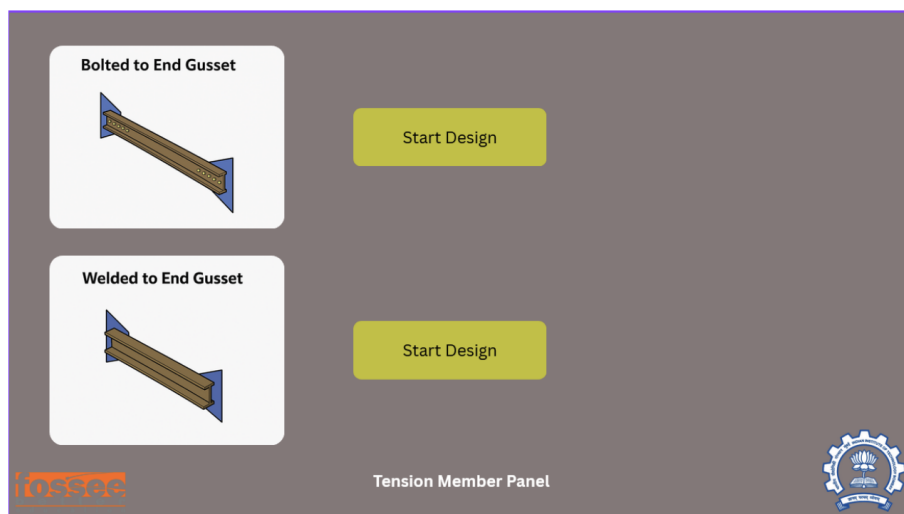 Bolted to End Gusset
Start Design
Welded to End Gusset
Start Design
fossee
Tension Member Panel